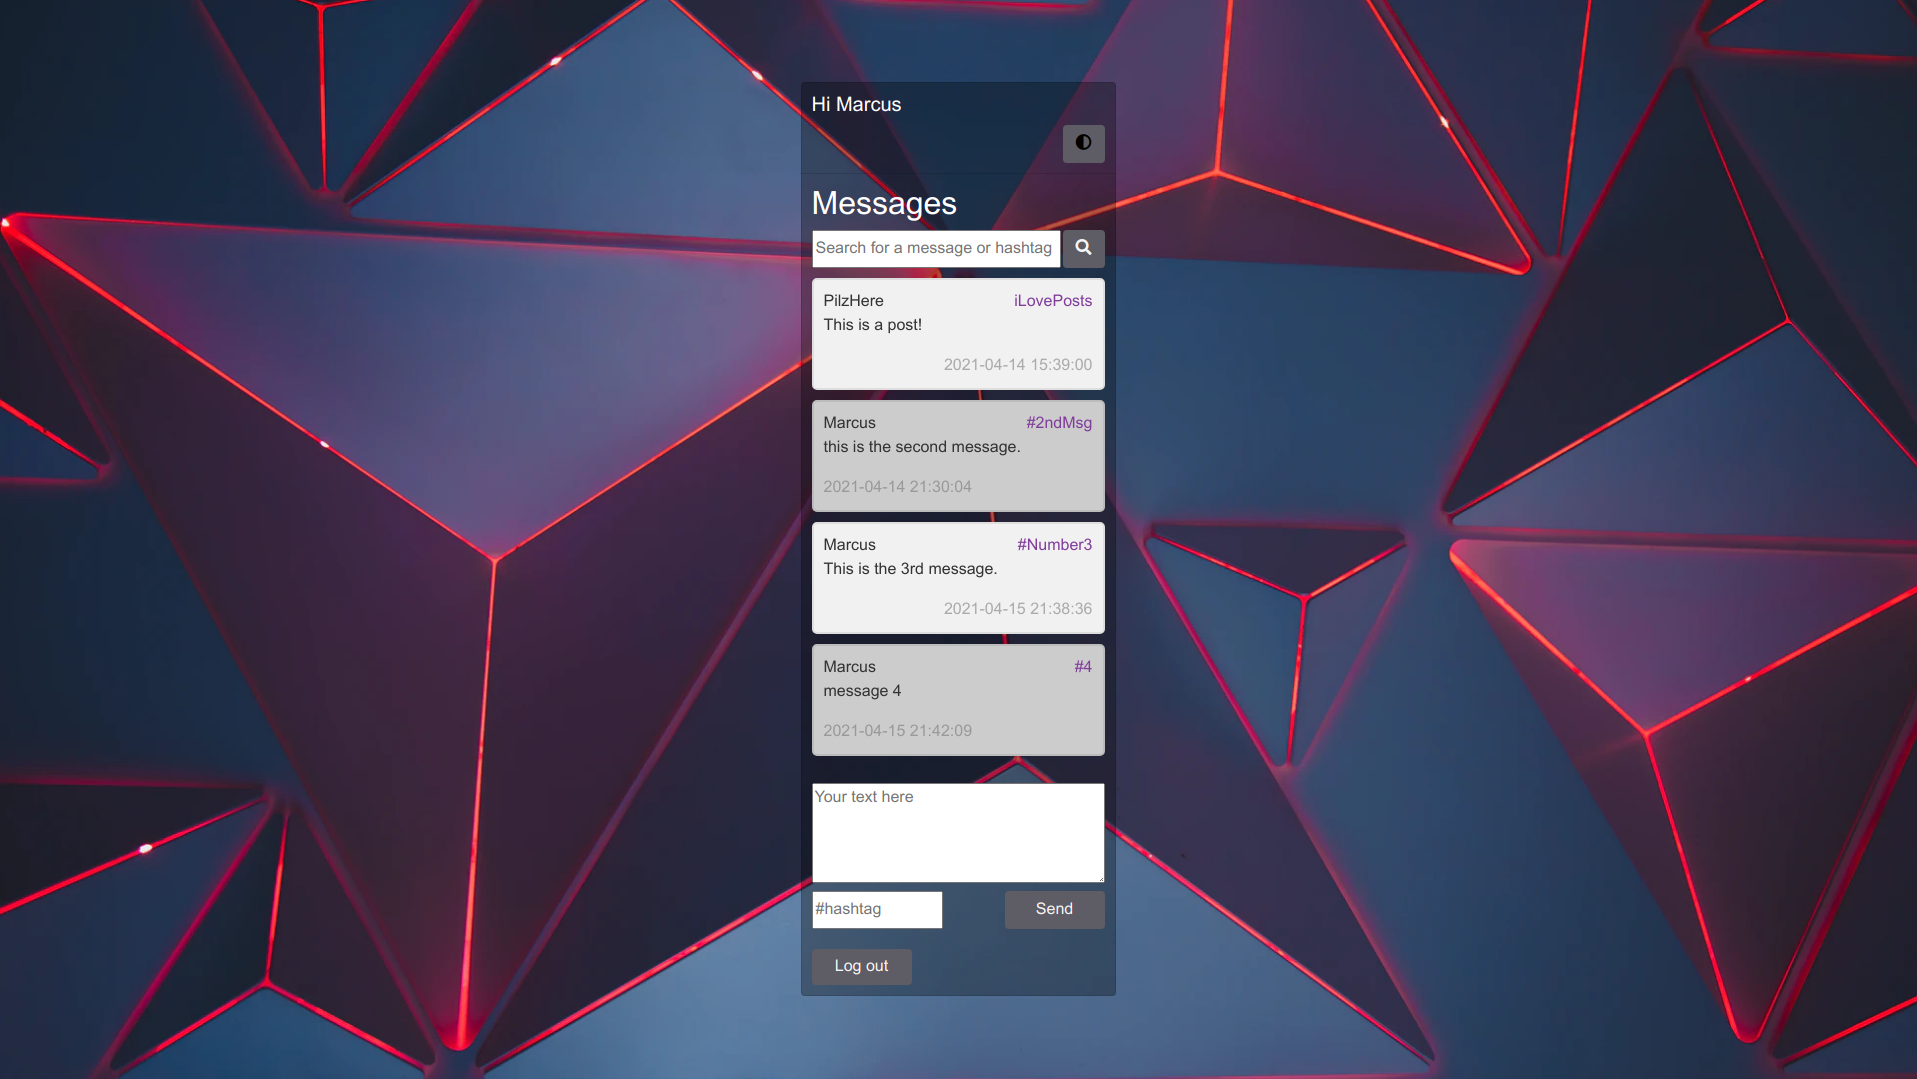 Hi Marcus
Messages
Search for a message or hashtag
PilzHere iLovePosts
This is a post!
2021-04-14 15:39:00
Marcus #2ndMsg
this is the second message.
2021-04-14 21:30:04
Marcus #Number3
This is the 3rd message.
2021-04-15 21:38:36
Marcus #4
message 4
2021-04-15 21:42:09
Your text here
#hashtag Send
Log out